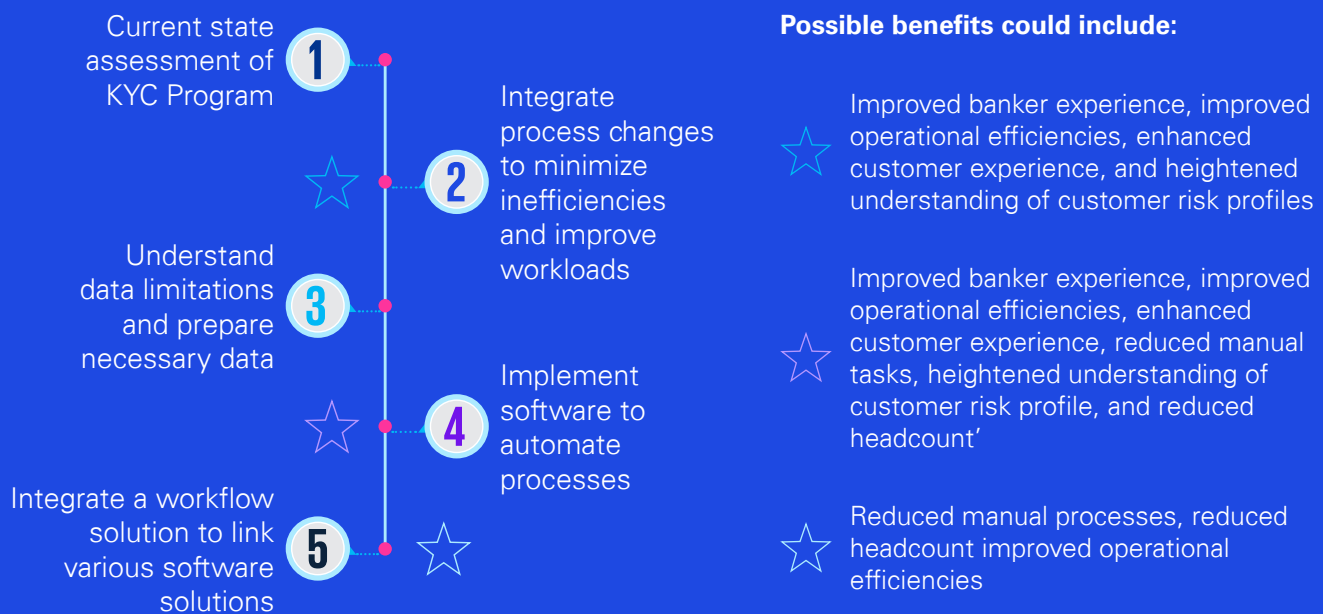 Current state
assessment of
KYC Program
1
Integrate
process changes
to minimize
inefficiencies
and improve
workloads
2
Understand
data limitations
and prepare
necessary data
3
Implement
software to
automate
processes
4
Integrate a workflow
solution to link
various software
solutions
5
Possible benefits could include:
Improved banker experience, improved
operational efficiencies, enhanced
customer experience, and heightened
understanding of customer risk profiles
Improved banker experience, improved
operational efficiencies, enhanced
customer experience, reduced manual
tasks, heightened understanding of
customer risk profile, and reduced
headcount’
Reduced manual processes, reduced
headcount improved operational
efficiencies